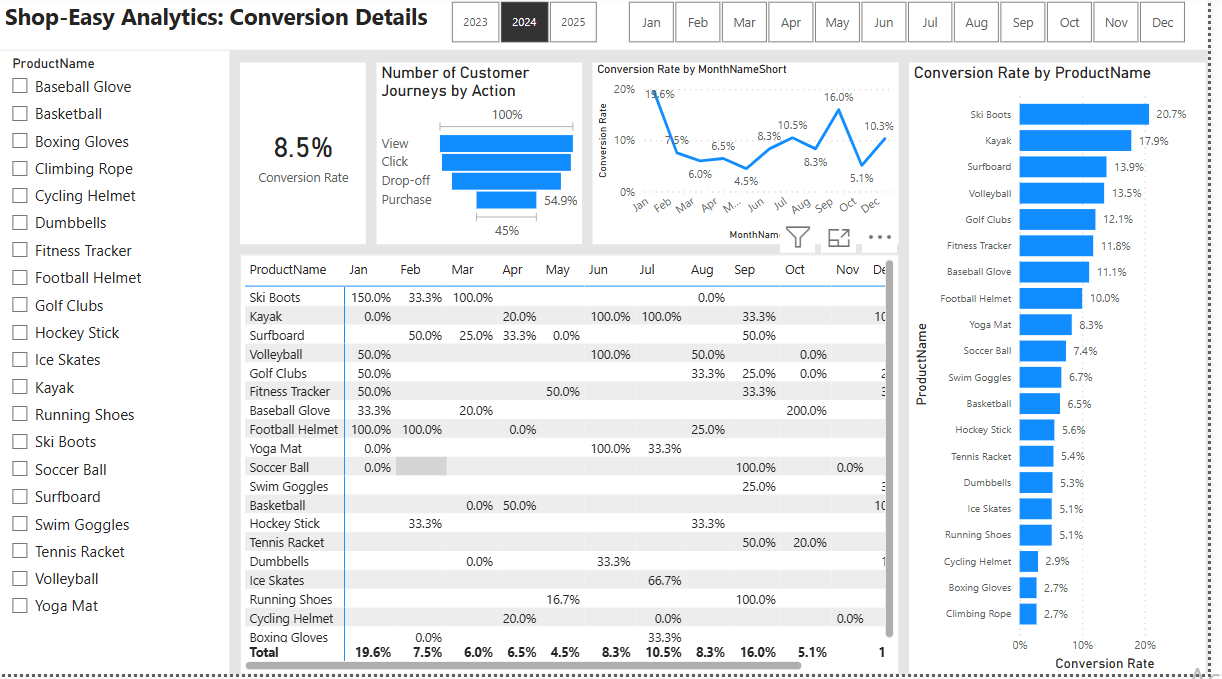 Shop-Easy Analytics: Conversion Details
2023 2024 2025
Jan Feb Mar Apr May Jun Jul Aug Sep Oct Nov Dec
ProductName
Baseball Glove
Basketball
Boxing Gloves
Climbing Rope
Cycling Helmet
Dumbbells
Fitness Tracker
Football Helmet
Golf Clubs
Hockey Stick
Ice Skates
Kayak
Running Shoes
Ski Boots
Soccer Ball
Surfboard
Swim Goggles
Tennis Racket
Volleyball
Yoga Mat
8.5%
Conversion Rate
Number of Customer
Journeys by Action
100%
View
Click
Drop-off
Purchase 54.9%
45%
Conversion Rate by MonthNameShort
Conversion Rate
20%
10%
0%
19.6% 7.5% 6.0% 6.5% 4.5% 8.3% 10.5% 8.3% 16.0% 5.1% 10.3%
Jan Feb Mar Apr M... Jun Jul Aug Sep Oct Dec
ProductName Jan Feb Mar Apr May Jun Jul Aug Sep Oct Nov
Ski Boots 150.0% 33.3% 100.0% 0.0%
Kayak 0.0% 20.0% 100.0% 100.0% 33.3%
Surfboard 50.0% 25.0% 33.3% 0.0% 50.0%
Volleyball 50.0% 100.0% 50.0% 0.0%
Golf Clubs 50.0% 33.3% 25.0% 0.0%
Fitness Tracker 50.0% 50.0% 33.3%
Baseball Glove 33.3% 20.0% 200.0%
Football Helmet 100.0% 100.0% 0.0% 25.0%
Yoga Mat 0.0% 100.0% 33.3%
Soccer Ball 0.0% 100.0% 0.0%
Swim Goggles 25.0%
Basketball 0.0% 50.0%
Hockey Stick 33.3% 33.3%
Tennis Racket 50.0% 20.0%
Dumbbells 0.0% 33.3%
Ice Skates 66.7%
Running Shoes 16.7% 100.0%
Cycling Helmet 20.0% 0.0% 0.0%
Boxing Gloves 0.0% 33.3%
Total 19.6% 7.5% 6.0% 6.5% 4.5% 8.3% 10.5% 8.3% 16.0% 5.1% 1
Conversion Rate by ProductName
ProductName
Ski Boots 20.7%
Kayak 17.9%
Surfboard 13.9%
Volleyball 13.5%
Golf Clubs 12.1%
Fitness Tracker 11.8%
Baseball Glove 11.1%
Football Helmet 10.0%
Yoga Mat 8.3%
Soccer Ball 7.4%
Swim Goggles 6.7%
Basketball 6.5%
Hockey Stick 5.6%
Tennis Racket 5.4%
Dumbbells 5.3%
Ice Skates 5.1%
Running Shoes 5.1%
Cycling Helmet 2.9%
Boxing Gloves 2.7%
Climbing Rope 2.7%
0% 10% 20%
Conversion Rate